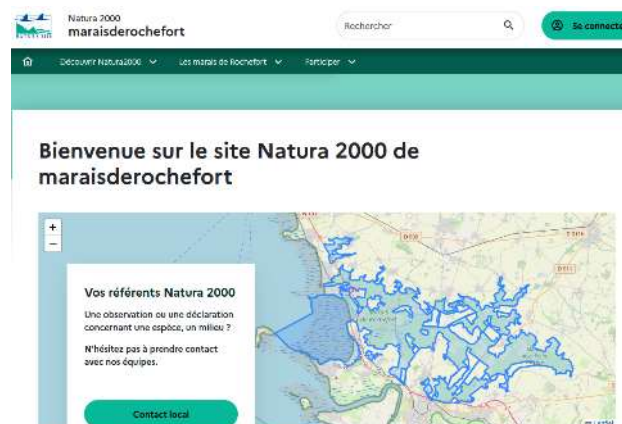 Natura 2000
maraisderochefort
Rechercher
Se connecte
Découvrir Natura2000
Les marais de Rochefort
Participer
Bienvenue sur le site Natura 2000 de
maraisderochefort
+
−
Vos référents Natura 2000
Une observation ou une déclaration
concernant une espèce, un milieu ?
N'hésitez pas à prendre contact
avec nos équipes.
Contact local
Leaflet